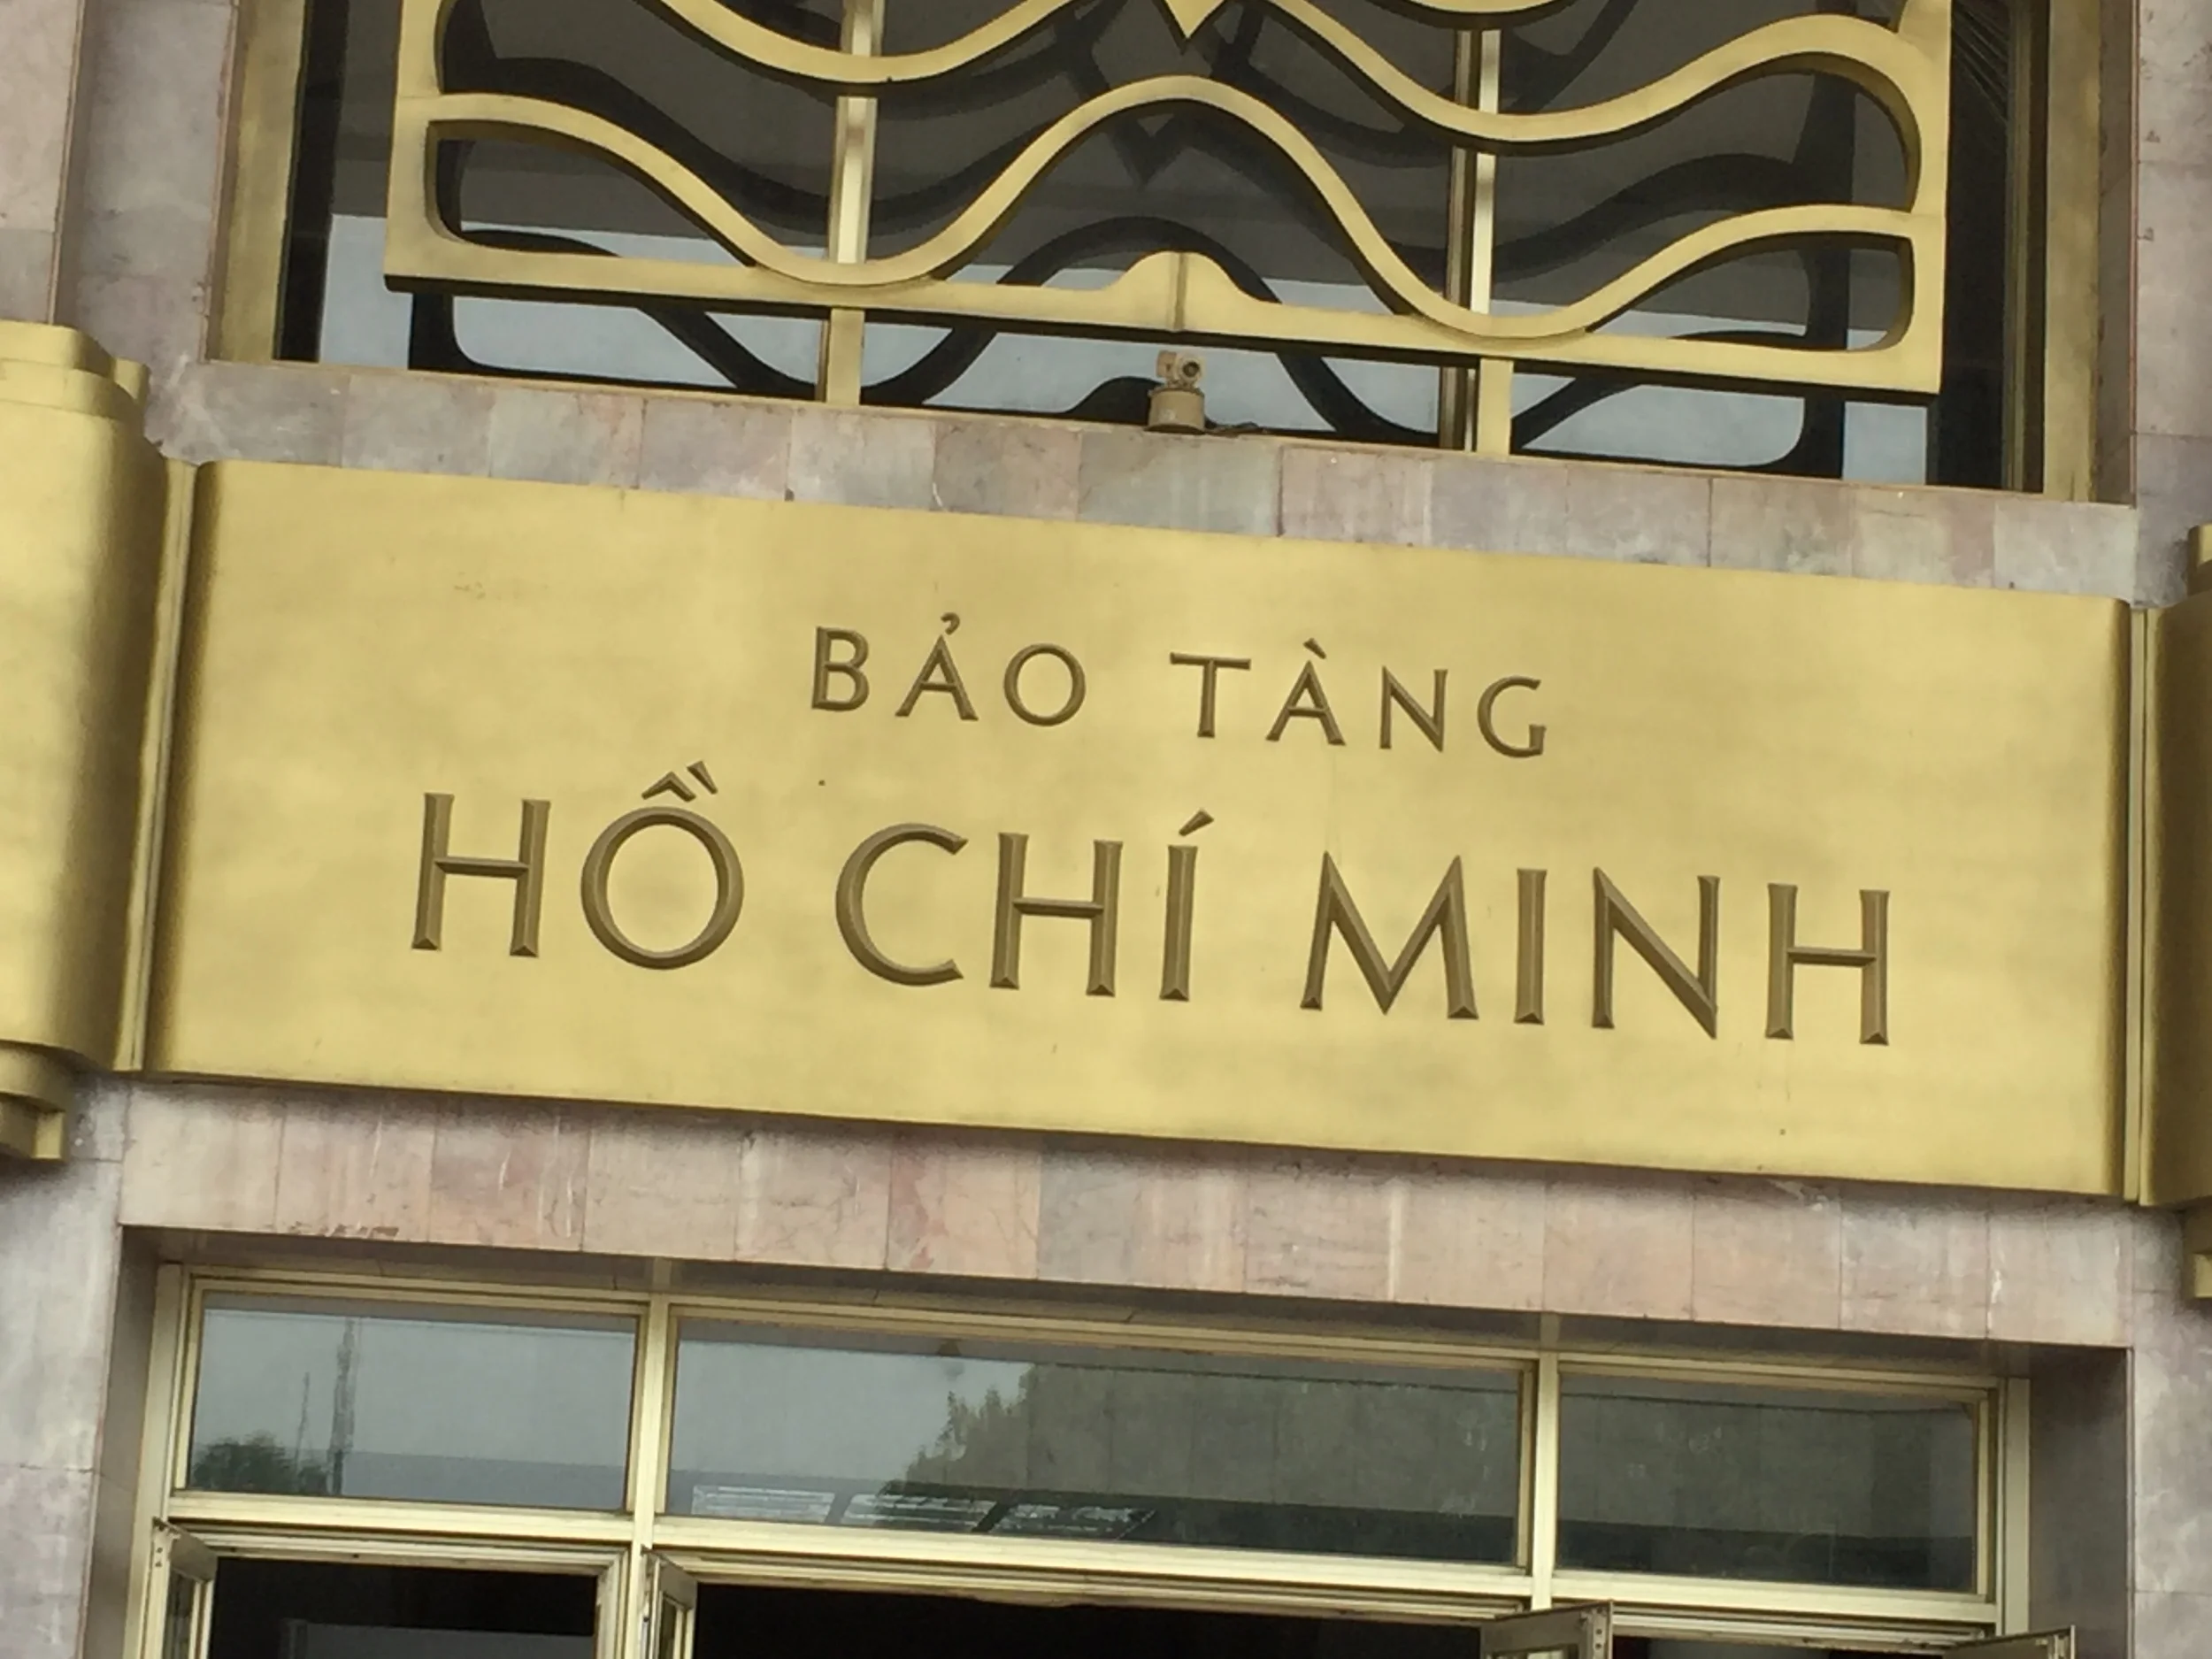 BẢO TÀNG
HỒ CHÍ MINH